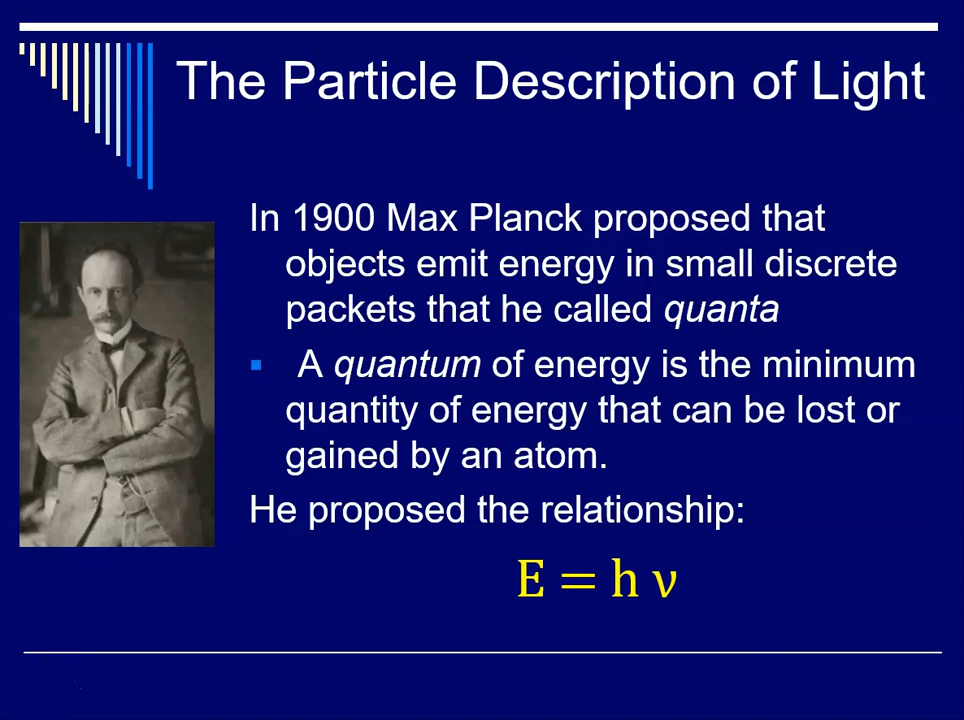 The Particle Description of Light
In 1900 Max Planck proposed that
objects emit energy in small discrete
packets that he called quanta
▪ A quantum of energy is the minimum
quantity of energy that can be lost or
gained by an atom.
He proposed the relationship:
E = h ν